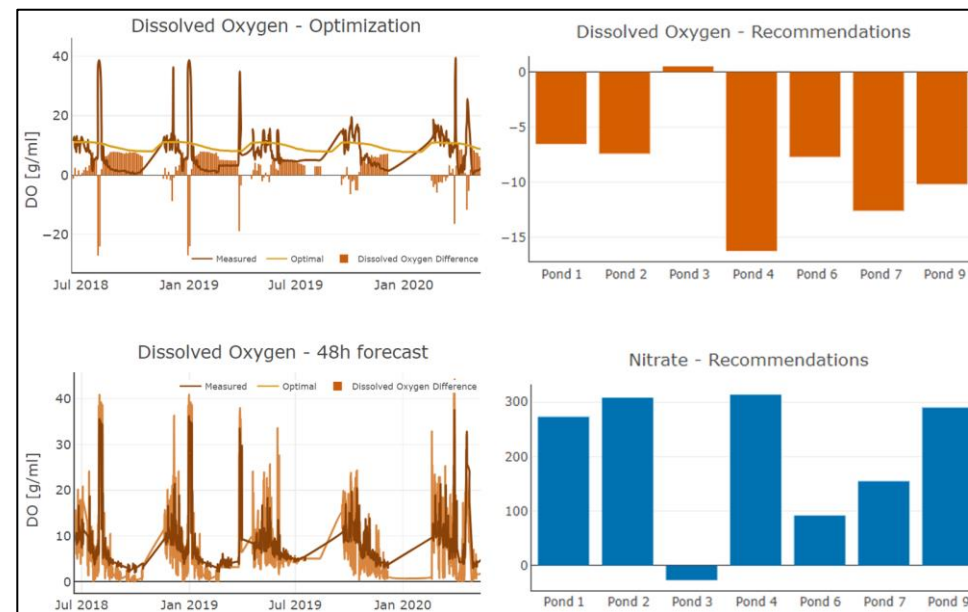 Dissolved Oxygen - Optimization
40
20
0
−20
DO [g/ml]
Measured Optimal Dissolved Oxygen Difference
Jul 2018 Jan 2019 Jul 2019 Jan 2020
Dissolved Oxygen - Recommendations
0
−5
−10
−15
Pond 1 Pond 2 Pond 3 Pond 4 Pond 6 Pond 7 Pond 9
Dissolved Oxygen - 48h forecast
Measured Optimal Dissolved Oxygen Difference
40
30
20
10
0
DO [g/ml]
Jul 2018 Jan 2019 Jul 2019 Jan 2020
Nitrate - Recommendations
300
200
100
0
Pond 1 Pond 2 Pond 3 Pond 4 Pond 6 Pond 7 Pond 9